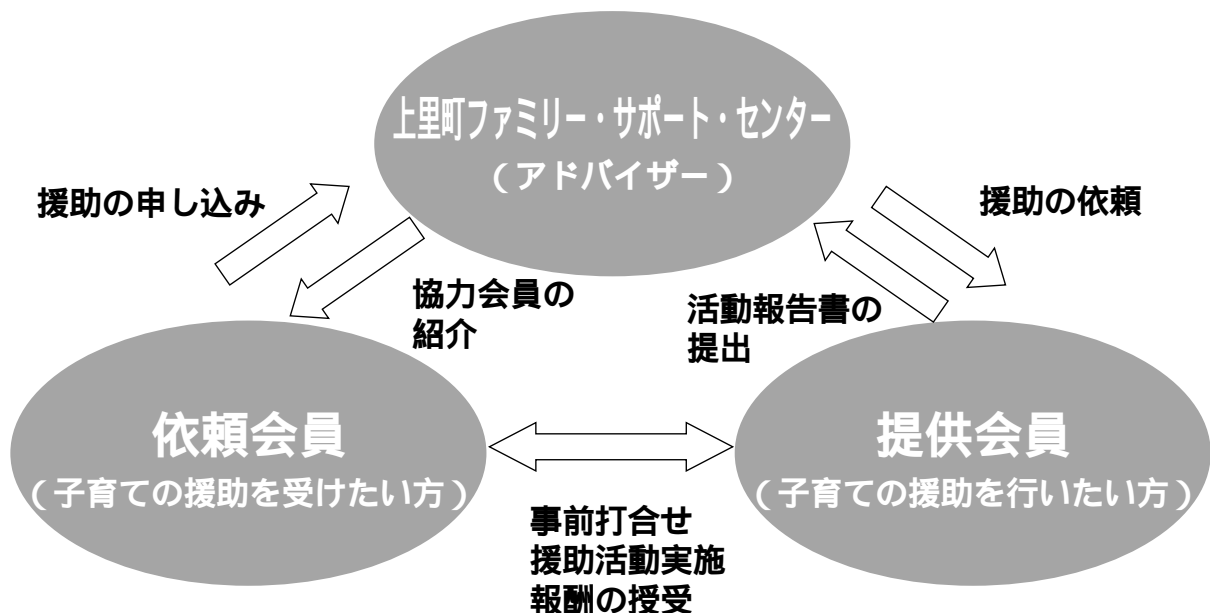 上里町ファミリー・サポート・センター
（アドバイザー）
援助の申し込み
援助の依頼
協力会員の
紹介
活動報告書の
提出
依頼会員
（子育ての援助を受けたい方）
提供会員
（子育ての援助を行いたい方）
事前打合せ
援助活動実施
報酬の授受